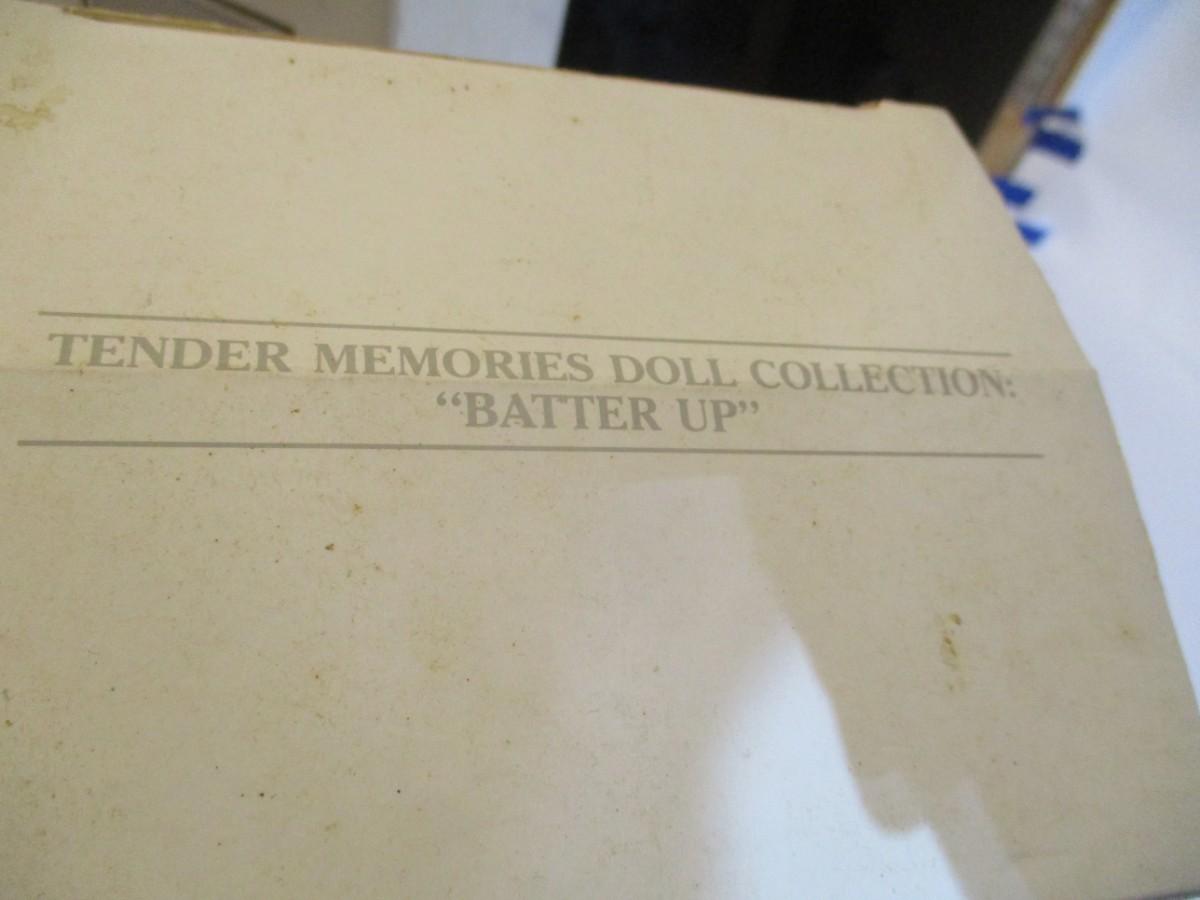 TENDER MEMORIES DOLL COLLECTION:
“BATTER UP”